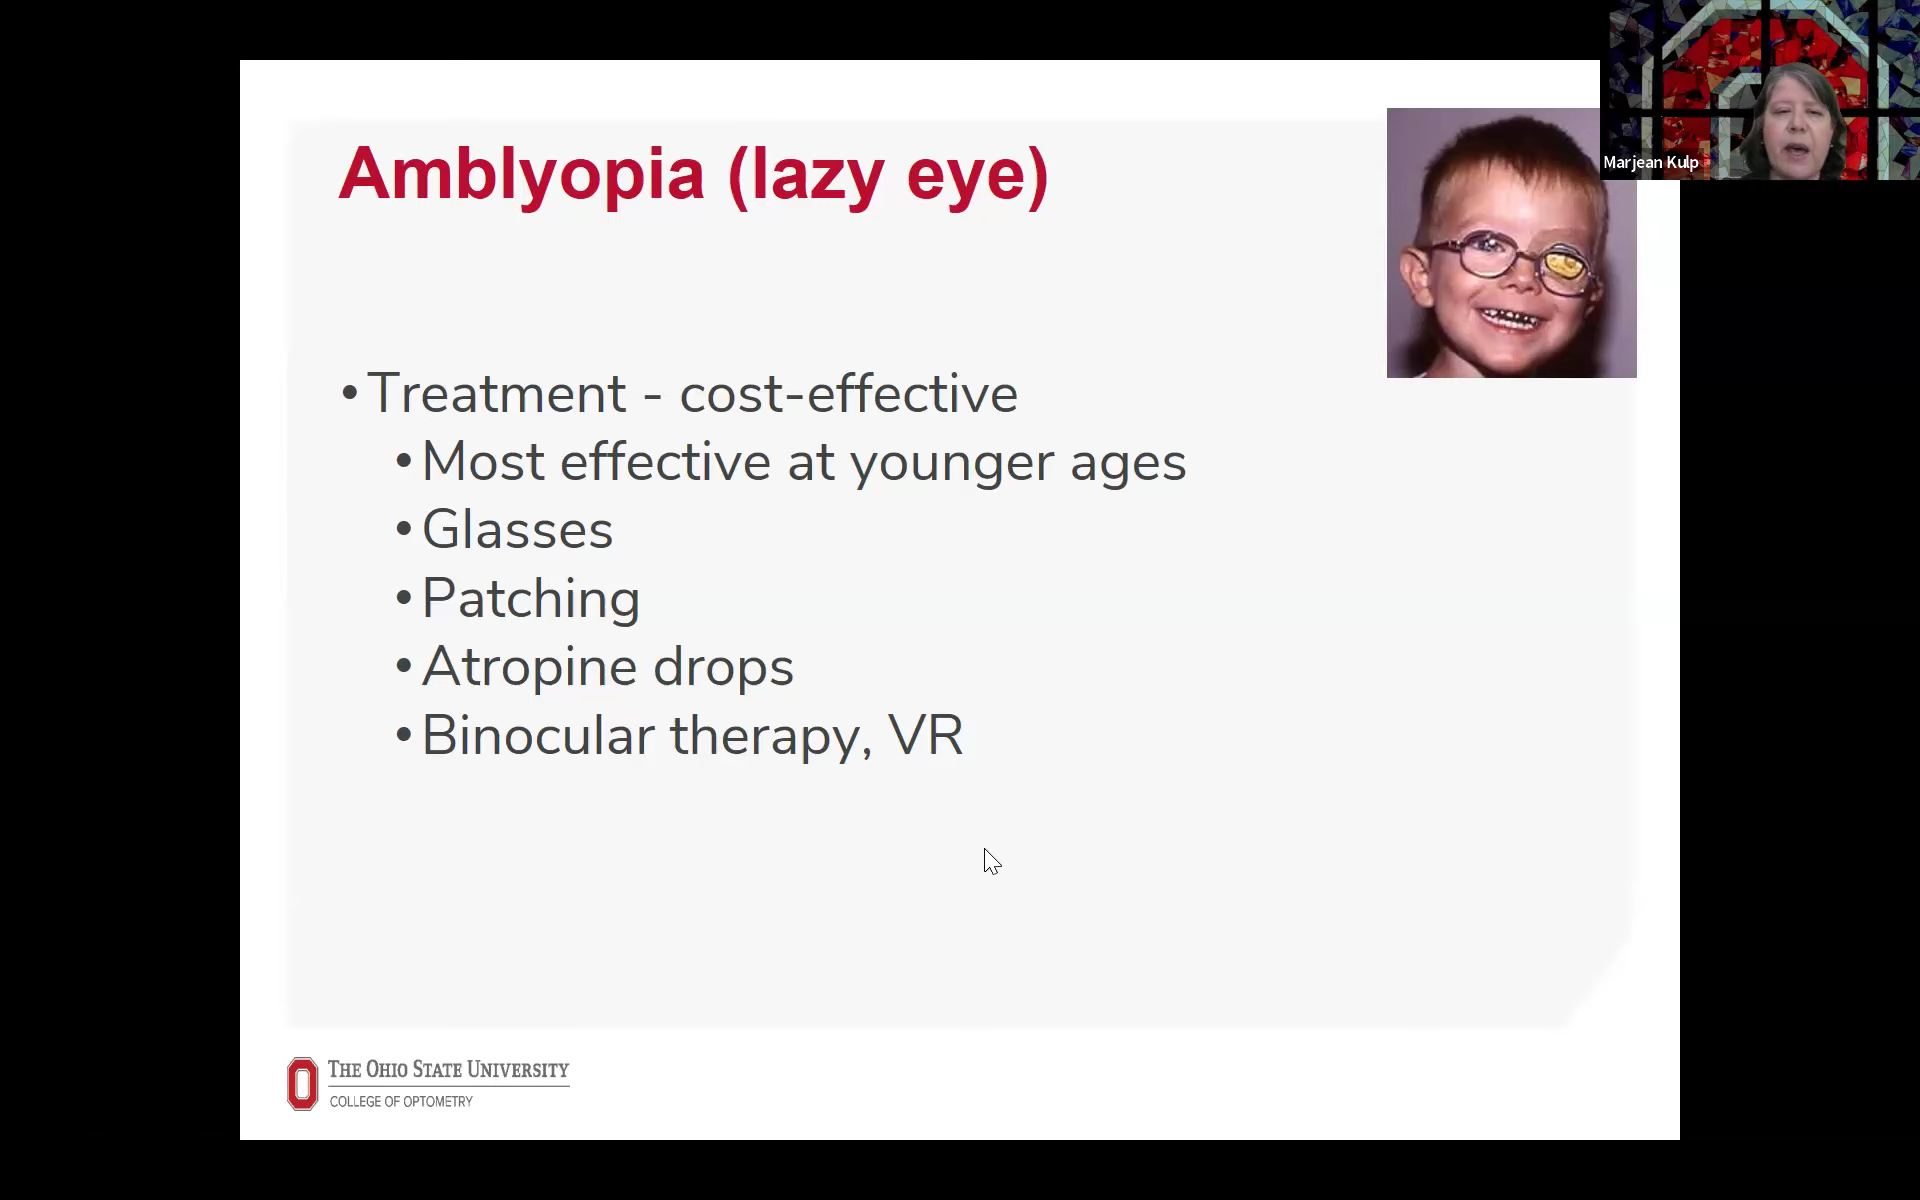 Amblyopia (lazy eye)
Marjean Kulp
• Treatment - cost-effective
• Most effective at younger ages
• Glasses
• Patching
• Atropine drops
• Binocular therapy, VR
THE OHIO STATE UNIVERSITY
COLLEGE OF OPTOMETRY